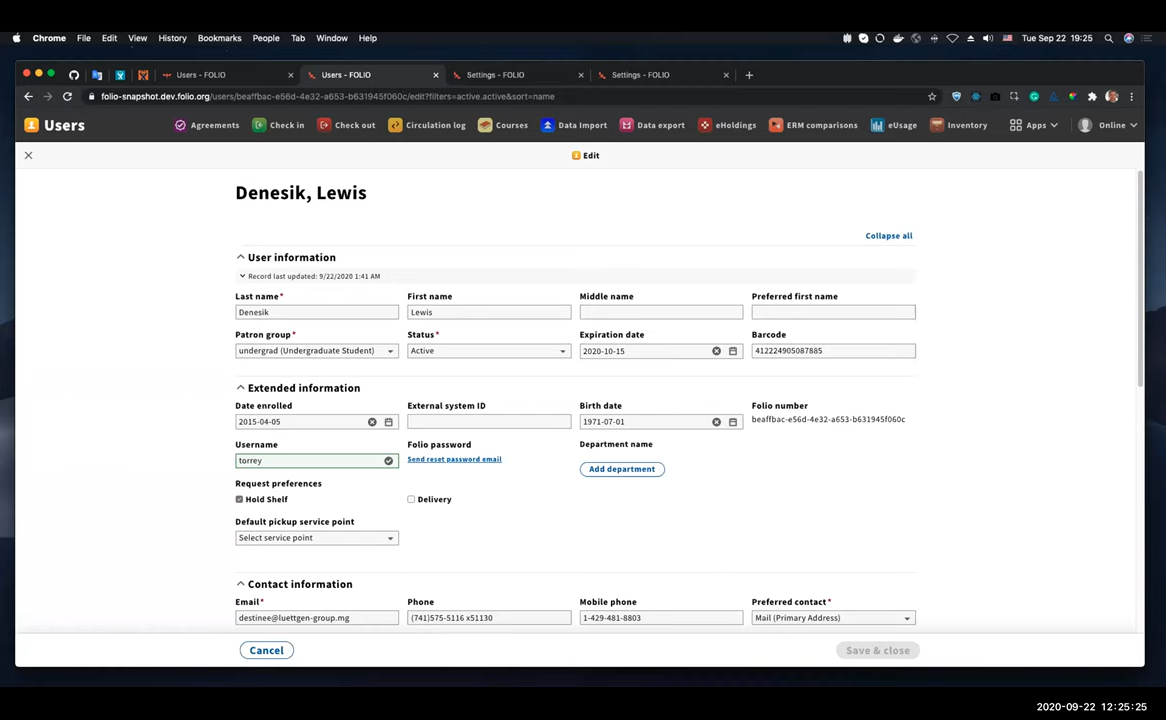 Chrome File Edit View History Bookmarks People Tab Window Help Tue Sep 22 19:25
Users - FOLIO Users - FOLIO Settings - FOLIO Settings - FOLIO
folio-snapshot.dev.folio.org/users/beaffbac-e56d-4e32-a653-b631945f060c/edit?filters=active.active&sort=name
Users Agreements Check in Check out Circulation log Courses Data Import Data export eHoldings ERM comparisons eUsage Inventory Apps Online
Edit
Denesik, Lewis
Collapse all
User information
Record last updated: 9/22/2020 1:41 AM
Last name* First name Middle name Preferred first name
Denesik Lewis
Patron group* Status* Expiration date Barcode
undergrad (Undergraduate Student) Active 2020-10-15 412224905087885
Extended information
Date enrolled External system ID Birth date Folio number
2015-04-05 1971-07-01 beaffbac-e56d-4e32-a653-b631945f060c
Username Folio password Department name
torrey Send reset password email Add department
Request preferences
Hold Shelf Delivery
Default pickup service point
Select service point
Contact information
Email* Phone Mobile phone Preferred contact*
destinee@luettgen-group.mg (741)575-5116 x51130 1-429-481-8803 Mail (Primary Address)
Cancel Save & close
2020-09-22 12:25:25